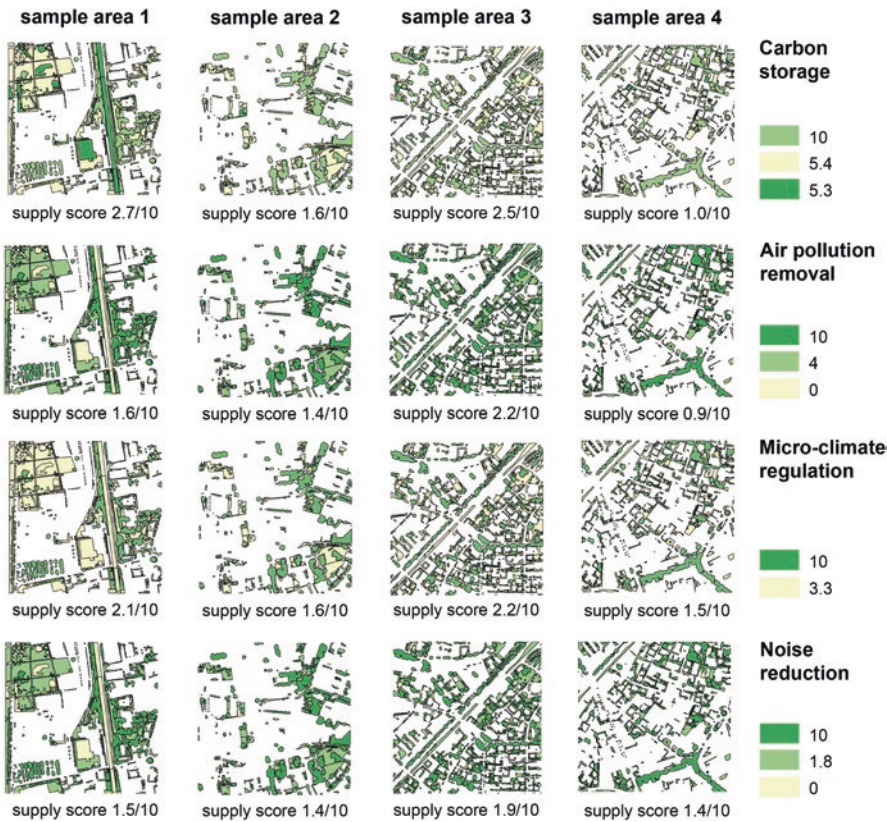 sample area 1 sample area 2 sample area 3 sample area 4
Carbon
storage
10
5.4
5.3
supply score 2.7/10 supply score 1.6/10 supply score 2.5/10 supply score 1.0/10
Air pollution
removal
10
4
0
supply score 1.6/10 supply score 1.4/10 supply score 2.2/10 supply score 0.9/10
Micro-climate-
regulation
10
3.3
supply score 2.1/10 supply score 1.6/10 supply score 2.2/10 supply score 1.5/10
Noise
reduction
10
1.8
0
supply score 1.5/10 supply score 1.4/10 supply score 1.9/10 supply score 1.4/10